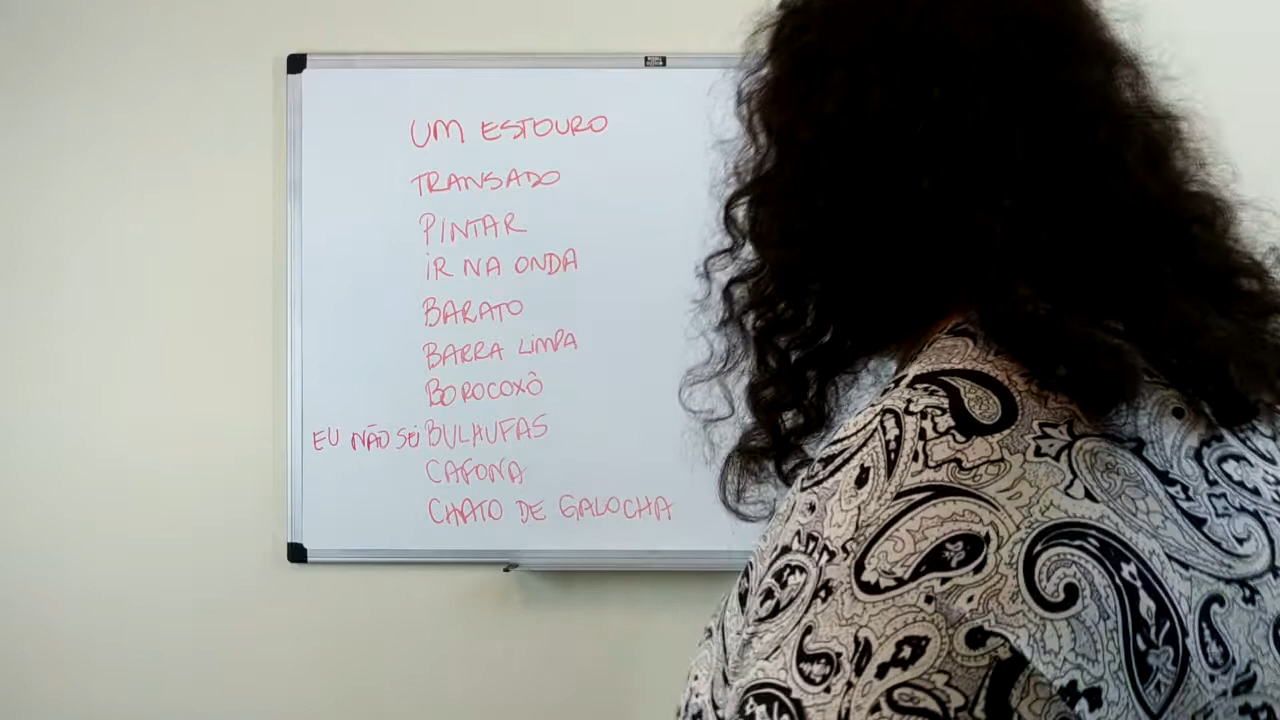 UM ESTOURO
TRANSADO
PINTAR
IR NA ONDA
BARATO
BARRA LIMPA
BOROCOXÔ
EU NÃO SEI BULHUFAS
CAFONA
CHATO DE GALOCHA